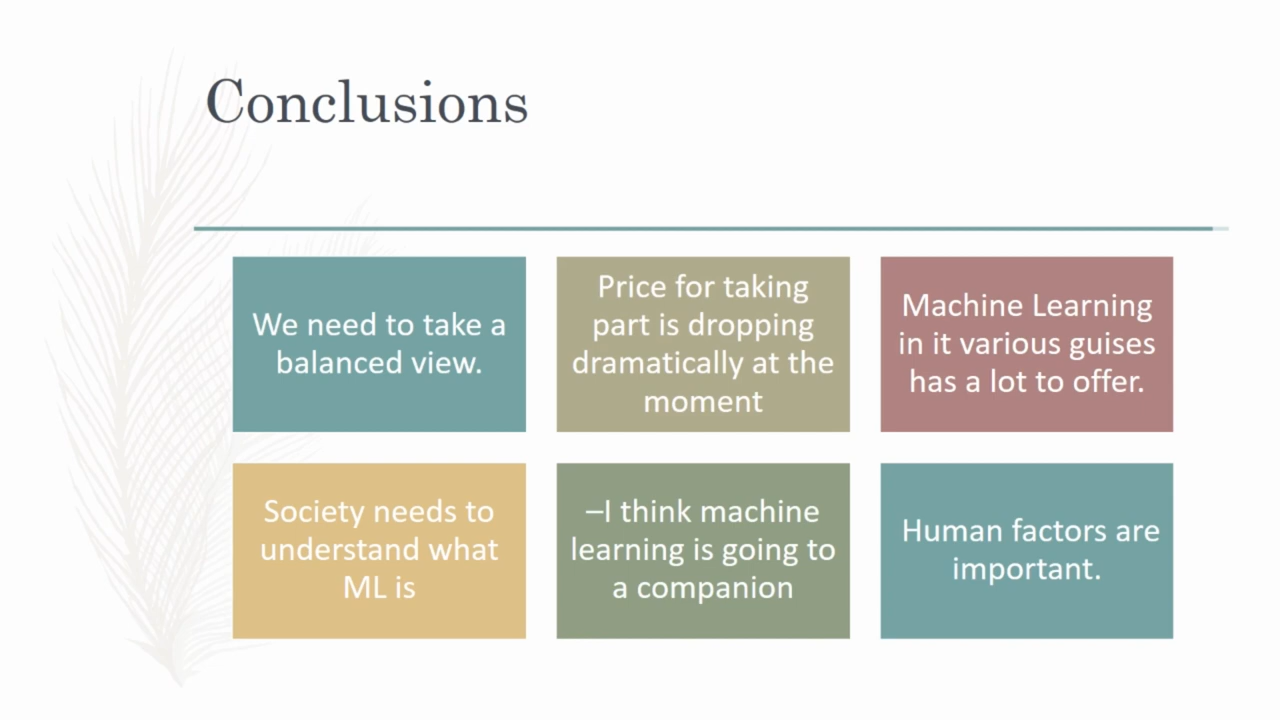 Conclusions
We need to take a
balanced view.
Price for taking
part is dropping
dramatically at the
moment
Machine Learning
in it various guises
has a lot to offer.
Society needs to
understand what
ML is
–I think machine
learning is going to
a companion
Human factors are
important.